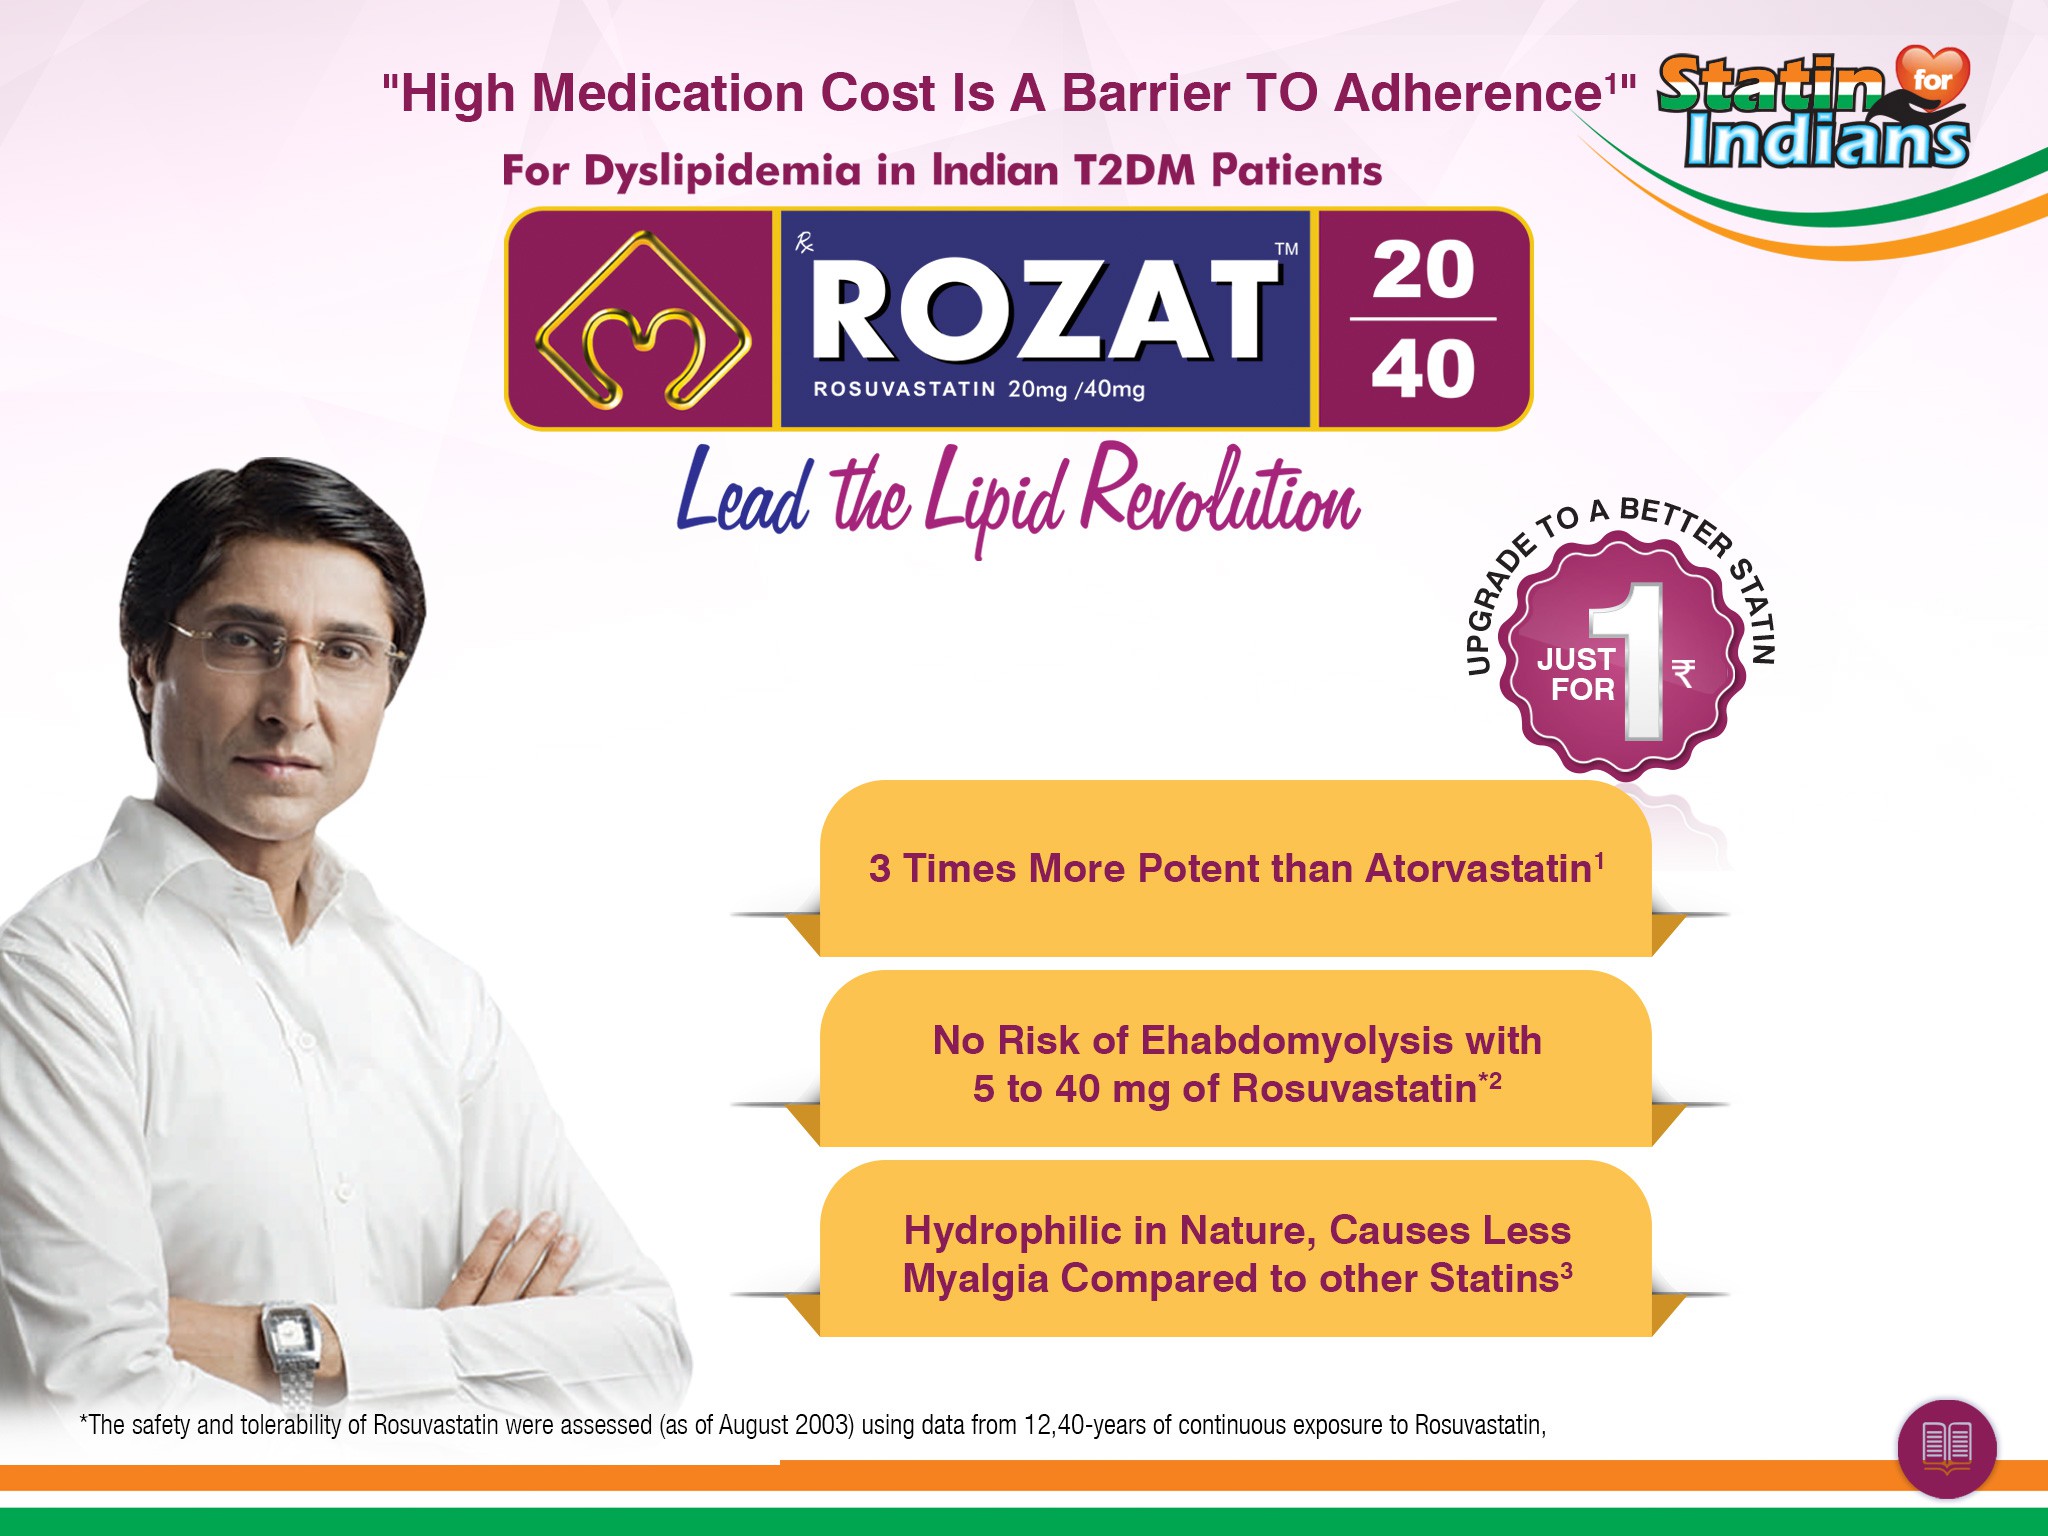 "High Medication Cost Is A Barrier TO Adherence¹"
Statin for
Indians
For Dyslipidemia in Indian T2DM Patients
Rx
ROZAT™
ROSUVASTATIN 20mg /40mg
20
40
Lead the Lipid Revolution
UPGRADE TO A BETTER STATIN
JUST
FOR
1
₹
3 Times More Potent than Atorvastatin¹
No Risk of Ehabdomyolysis with
5 to 40 mg of Rosuvastatin*²
Hydrophilic in Nature, Causes Less
Myalgia Compared to other Statins³
*The safety and tolerability of Rosuvastatin were assessed (as of August 2003) using data from 12,40-years of continuous exposure to Rosuvastatin,